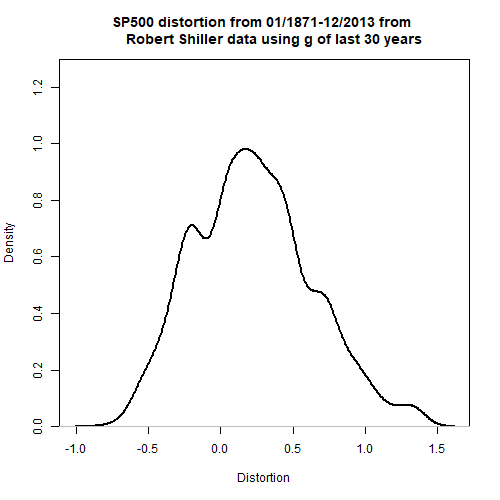 SP500 distortion from 01/1871-12/2013 from
Robert Shiller data using g of last 30 years
Density
0.0 0.2 0.4 0.6 0.8 1.0 1.2
-1.0 -0.5 0.0 0.5 1.0 1.5
Distortion